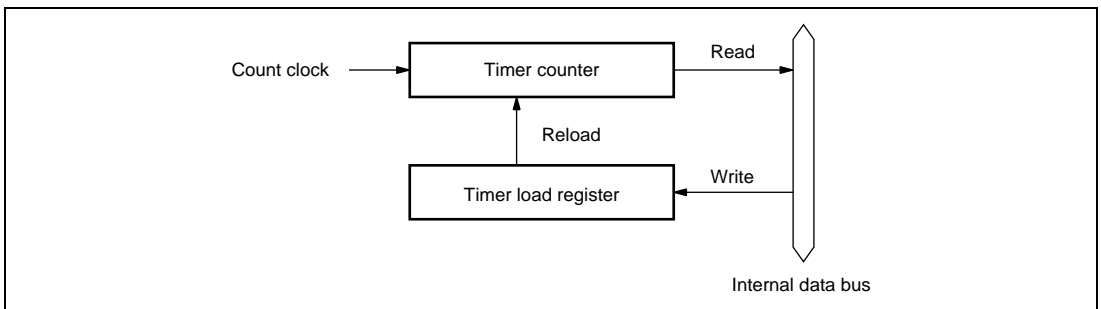 Read
Count clock
Timer counter
Reload
Write
Timer load register
Internal data bus